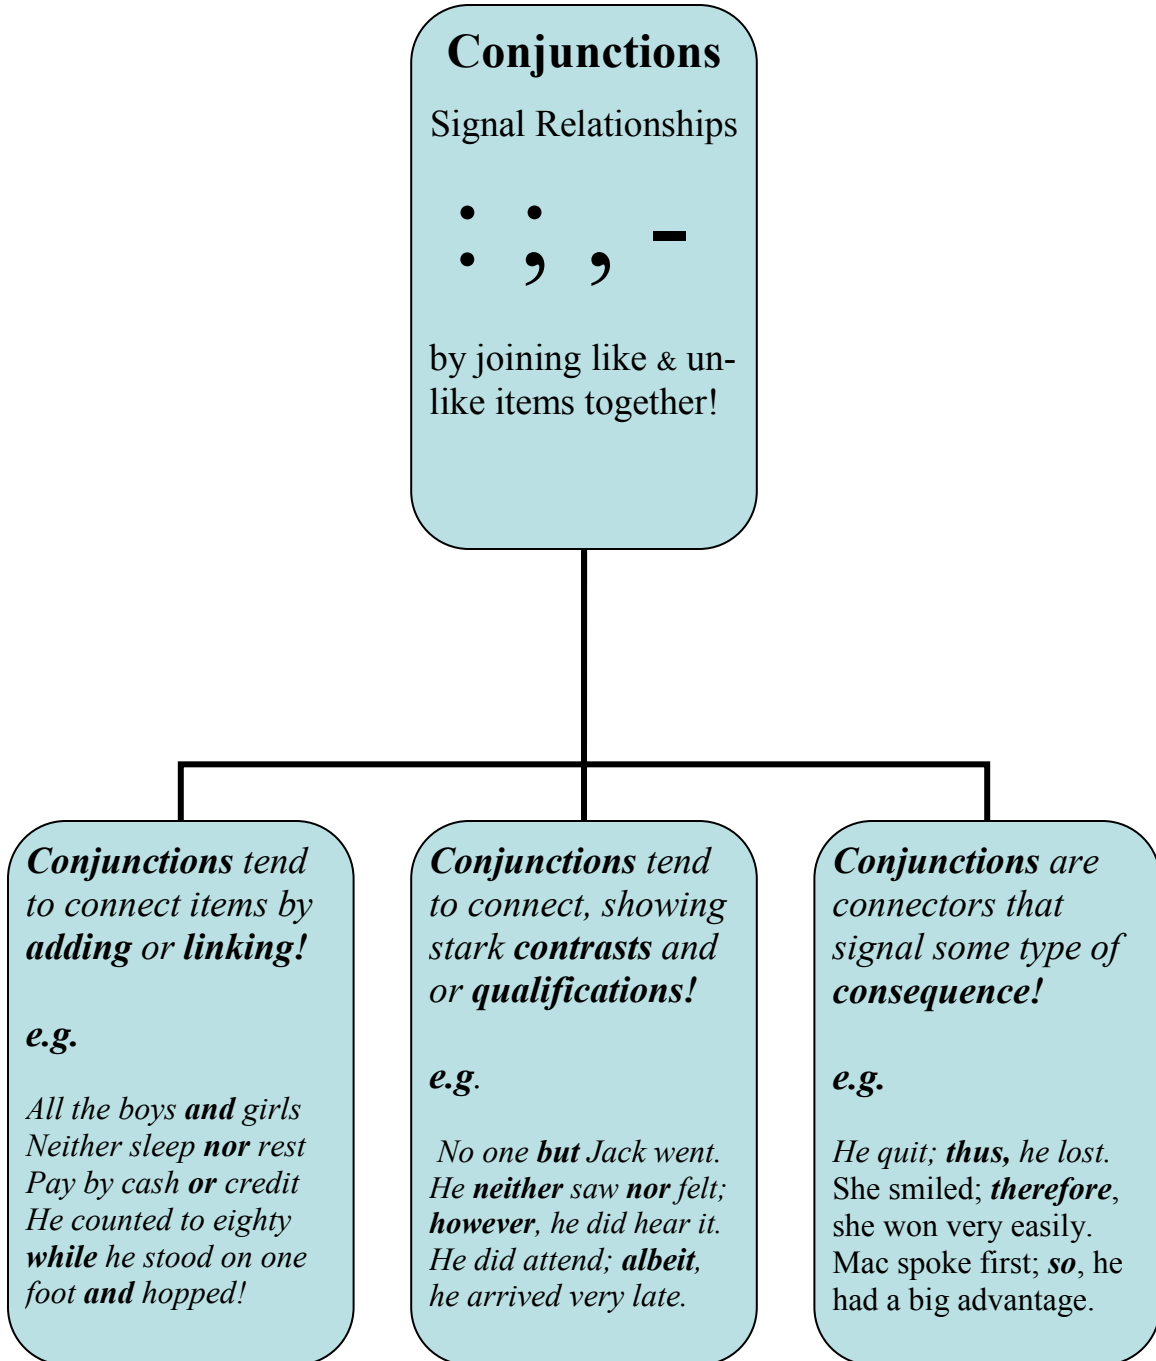 Conjunctions
Signal Relationships
: ; , -
by joining like & un-
like items together!
Conjunctions tend
to connect items by
adding or linking!
e.g.
All the boys and girls
Neither sleep nor rest
Pay by cash or credit
He counted to eighty
while he stood on one
foot and hopped!
Conjunctions tend
to connect, showing
stark contrasts and
or qualifications!
e.g.
No one but Jack went.
He neither saw nor felt;
however, he did hear it.
He did attend; albeit,
he arrived very late.
Conjunctions are
connectors that
signal some type of
consequence!
e.g.
He quit; thus, he lost.
She smiled; therefore,
she won very easily.
Mac spoke first; so, he
had a big advantage.